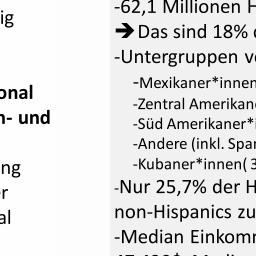 ig
onal
n- und
ng
r
al
-62,1 Millionen H
➔Das sind 18% 
-Untergruppen v
-Mexikaner*innen
-Zentral Amerikan
-Süd Amerikaner*i
-Andere (inkl. Spa
-Kubaner*innen( 3
-Nur 25,7% der H
non-Hispanics zu
-Median Einkomm